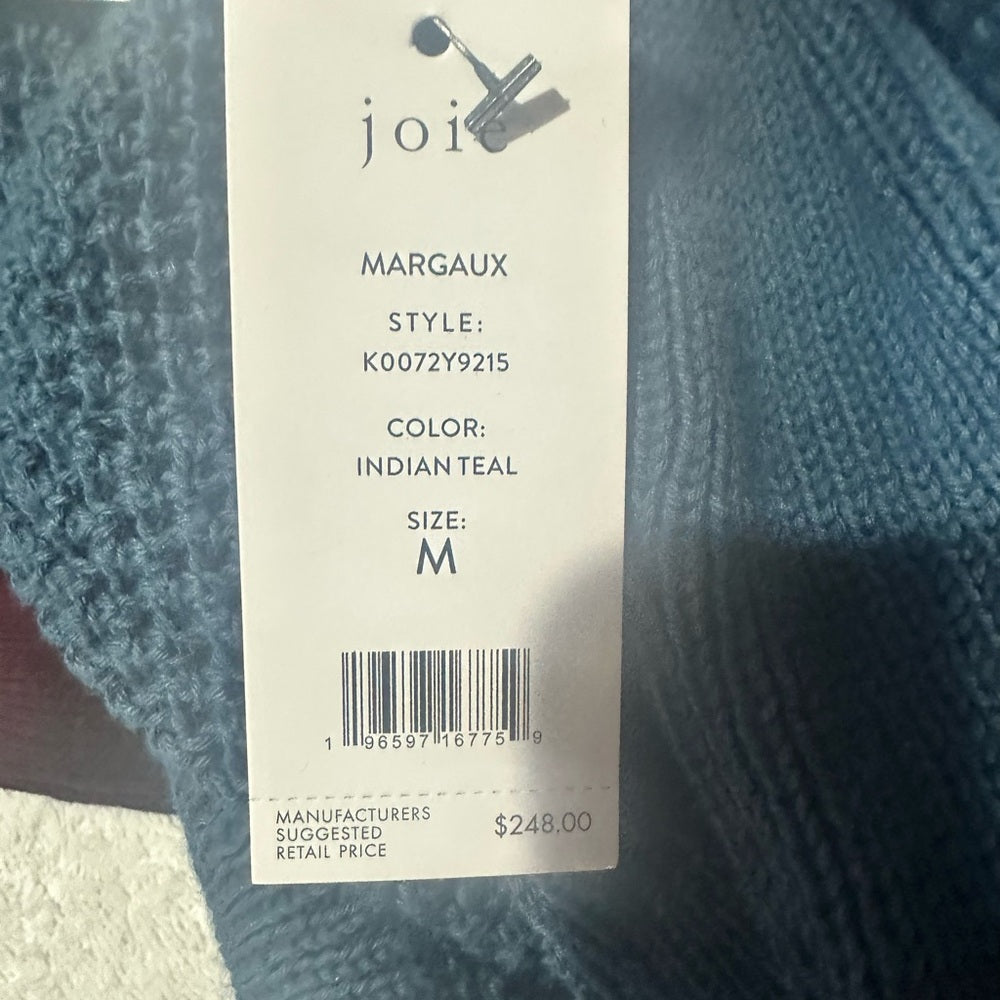 joie
MARGAUX
STYLE:
K0072Y9215
COLOR:
INDIAN TEAL
SIZE:
M
1 96597 16775 9
MANUFACTURERS
SUGGESTED
RETAIL PRICE
$248.00